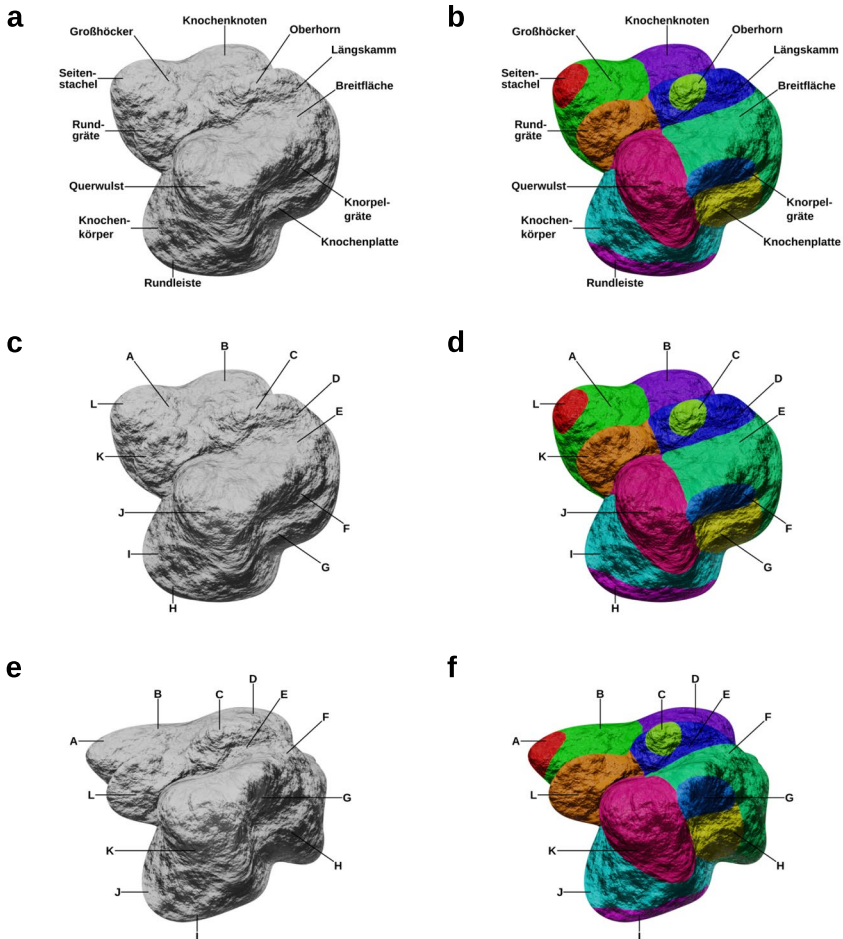 a
Knochenknoten
Großhöcker
Oberhorn
Längskamm
Seiten-
stachel
Breitfläche
Rund-
gräte
Querwulst
Knorpel-
gräte
Knochen-
körper
Knochenplatte
Rundleiste
b
Knochenknoten
Großhöcker
Oberhorn
Längskamm
Seiten-
stachel
Breitfläche
Rund-
gräte
Querwulst
Knorpel-
gräte
Knochen-
körper
Knochenplatte
Rundleiste
c
A
B
C
D
E
L
K
J
F
I
G
H
d
A
B
C
D
E
L
K
J
F
I
G
H
e
A
B
C
D
E
F
L
G
K
H
J
I
f
A
B
C
D
E
F
L
G
K
H
J
I